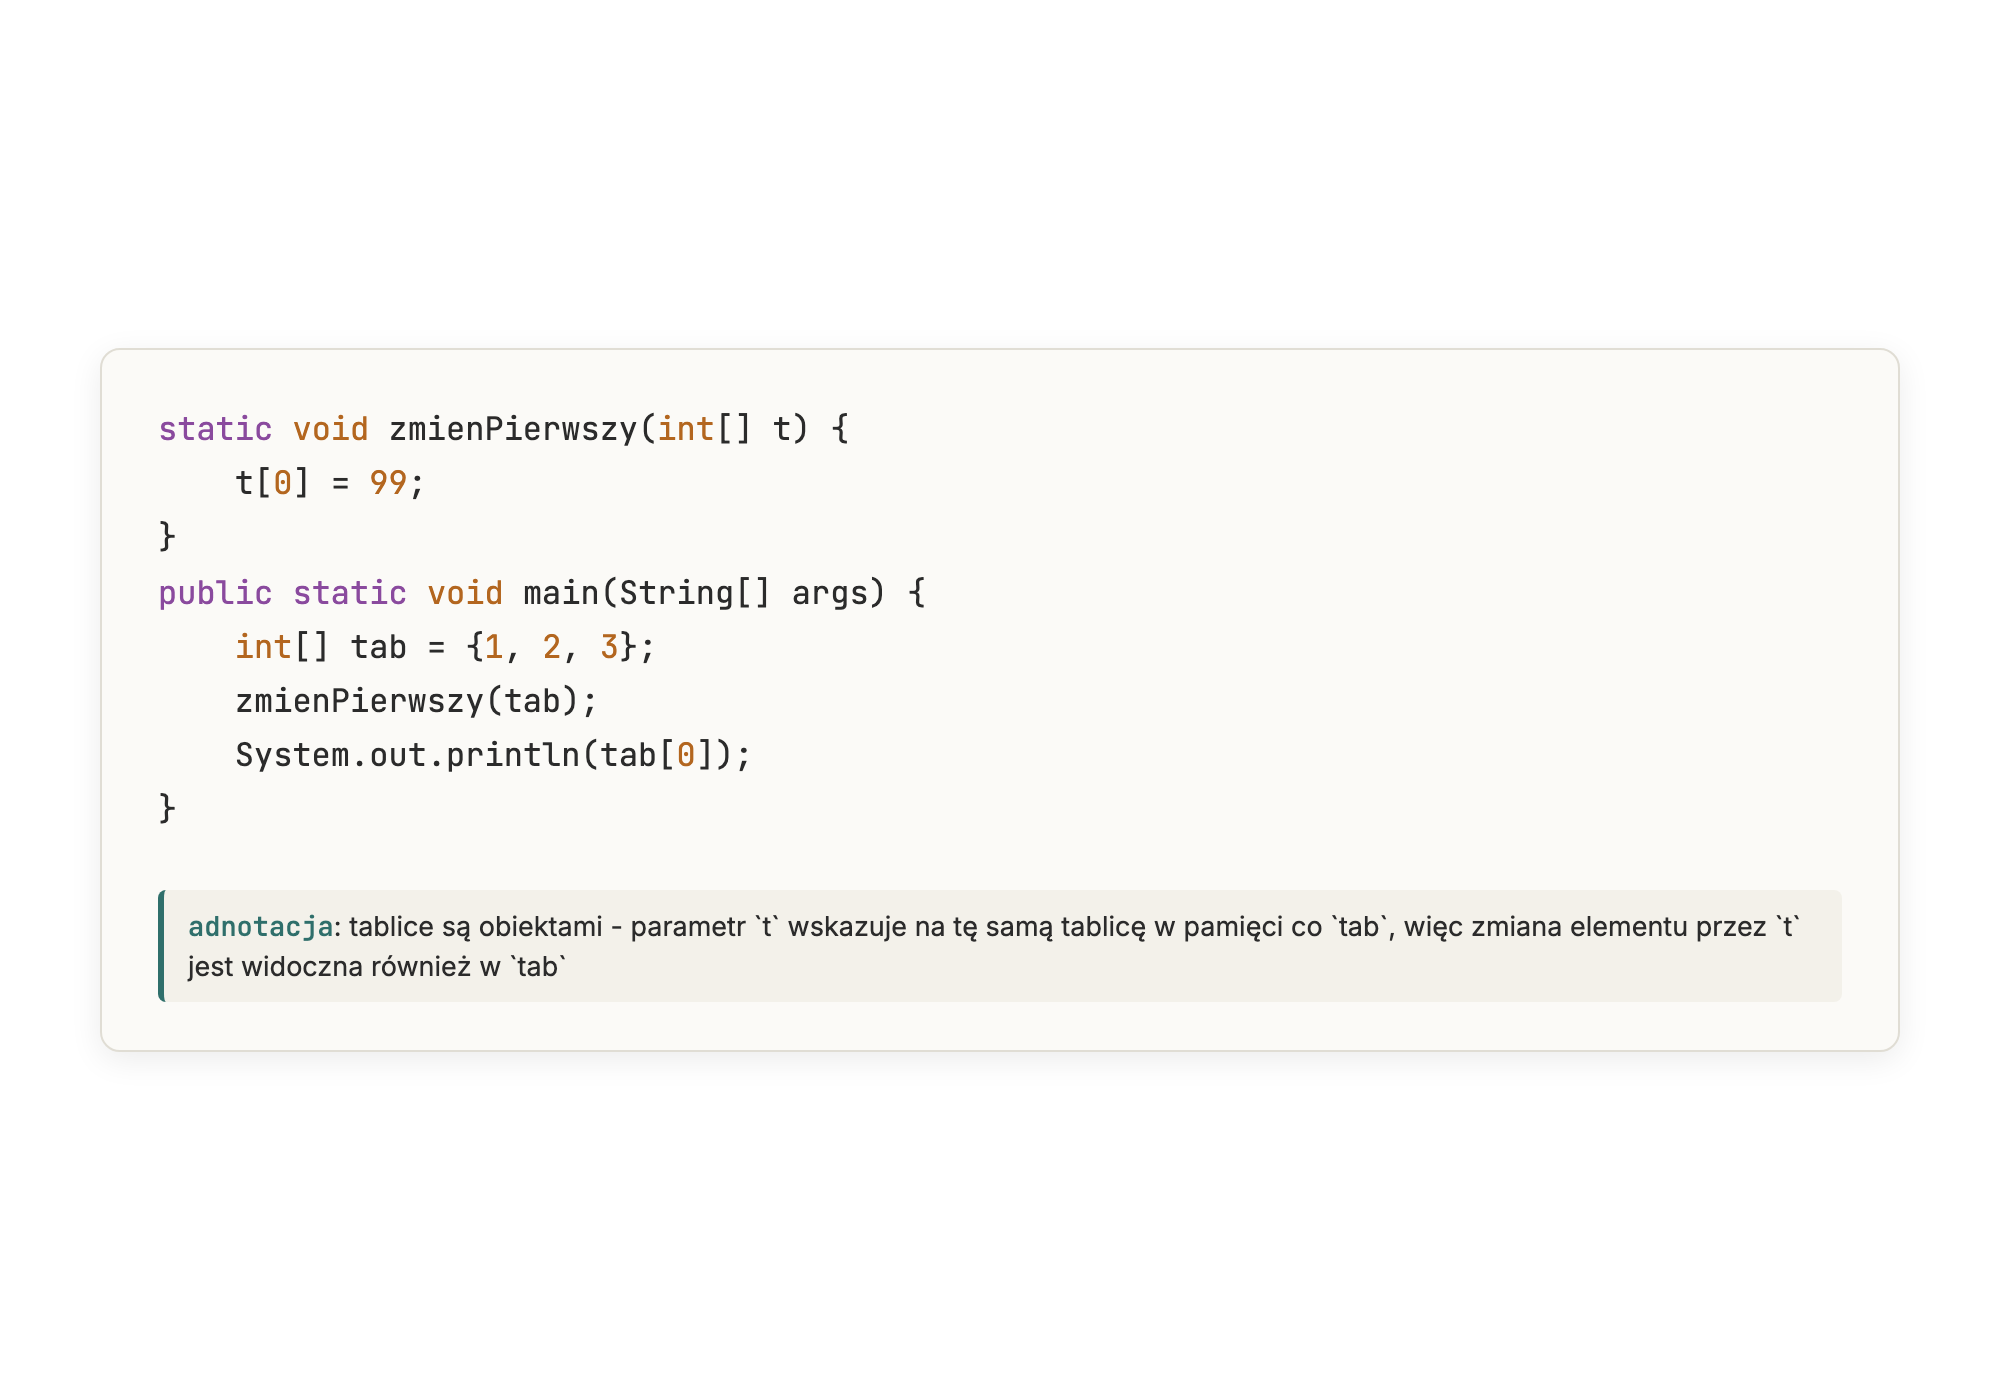 static void zmienPierwszy(int[] t) {
    t[0] = 99;
}
public static void main(String[] args) {
    int[] tab = {1, 2, 3};
    zmienPierwszy(tab);
    System.out.println(tab[0]);
}
adnotacja: tablice są obiektami - parametr `t` wskazuje na tę samą tablicę w pamięci co `tab`, więc zmiana elementu przez `t`
jest widoczna również w `tab`